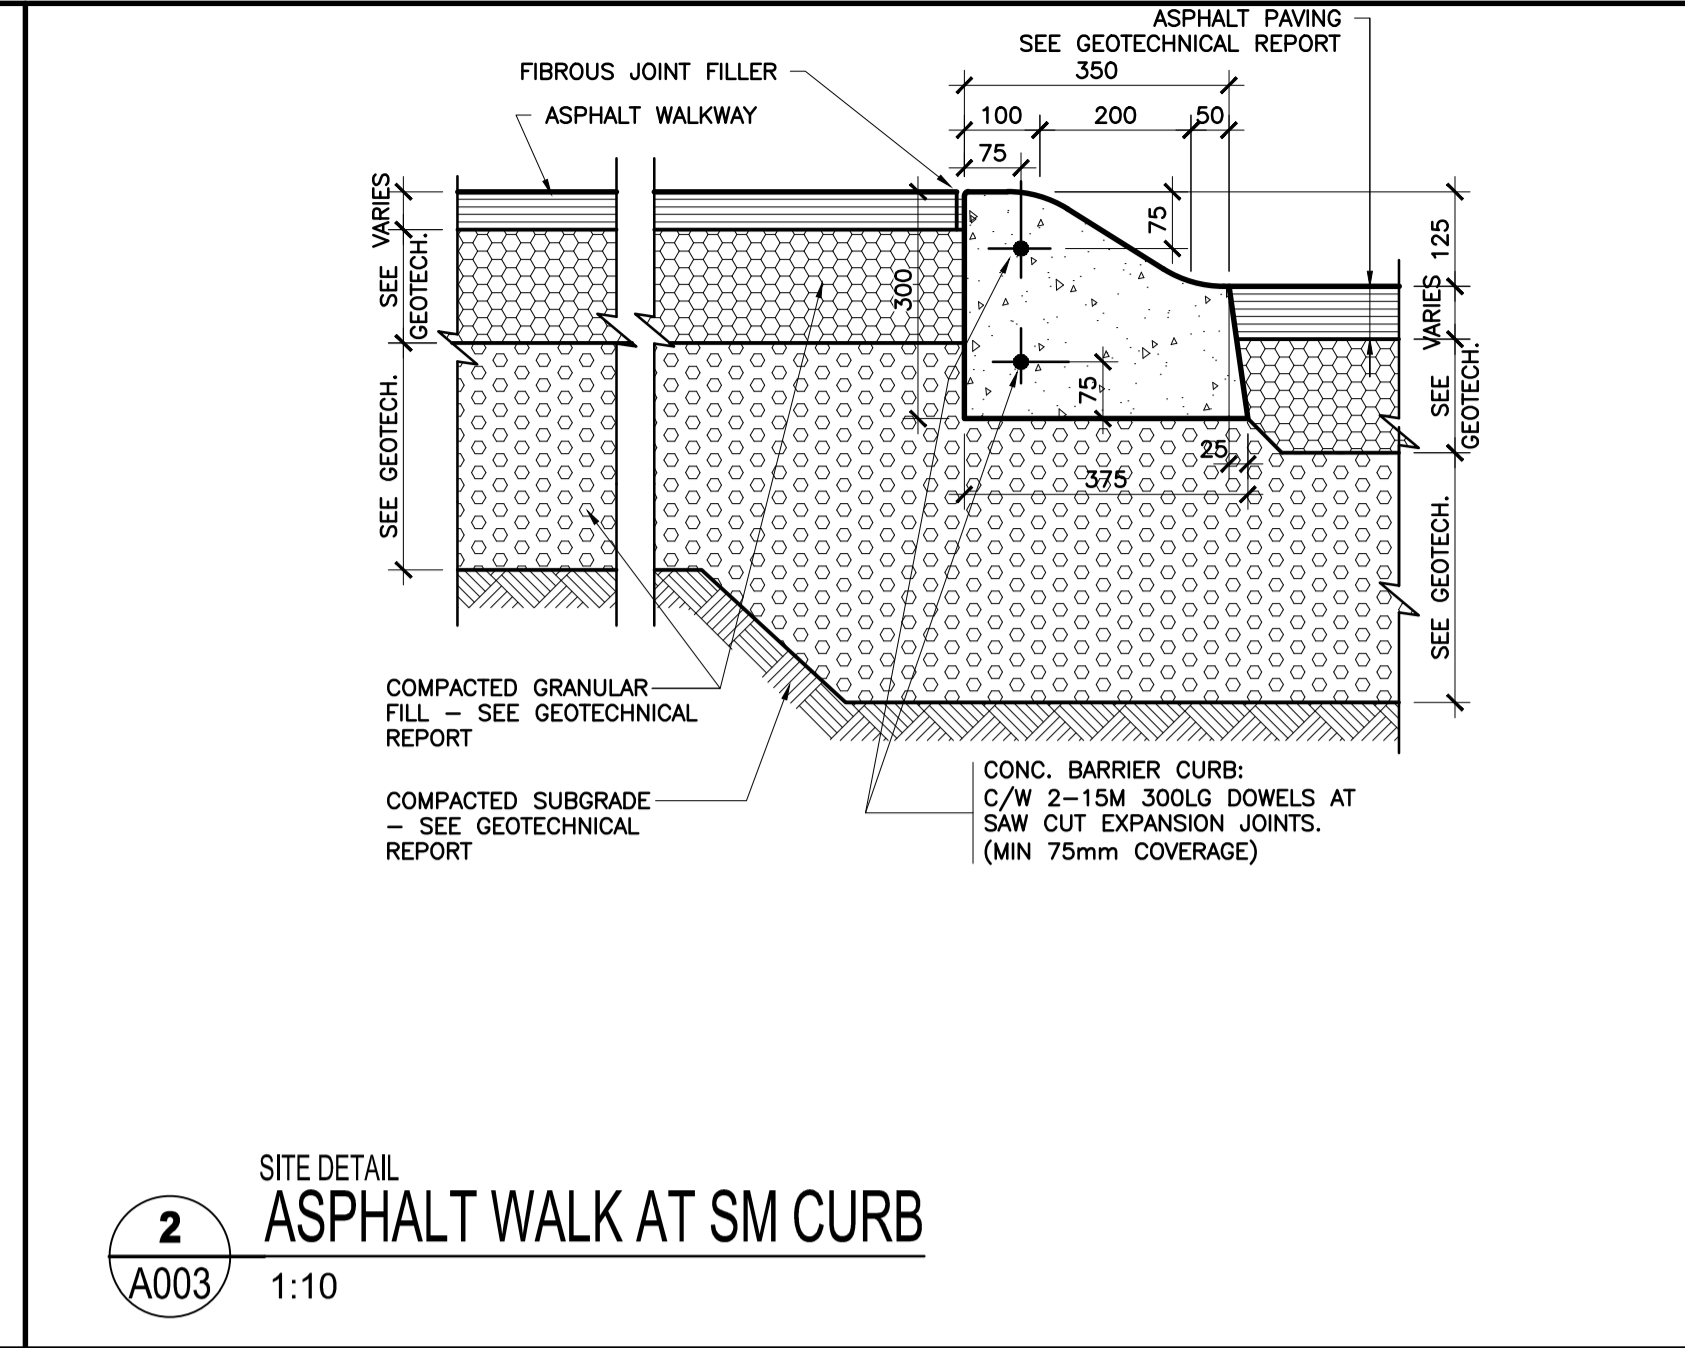 ASPHALT PAVING
SEE GEOTECHNICAL REPORT
FIBROUS JOINT FILLER
ASPHALT WALKWAY
350
100
200
50
75
VARIES
SEE
GEOTECH.
SEE GEOTECH.
300
75
75
25
375
125
VARIES
SEE
GEOTECH.
SEE GEOTECH.
COMPACTED GRANULAR
FILL – SEE GEOTECHNICAL
REPORT
COMPACTED SUBGRADE
– SEE GEOTECHNICAL
REPORT
CONC. BARRIER CURB:
C/W 2–15M 300LG DOWELS AT
SAW CUT EXPANSION JOINTS.
(MIN 75mm COVERAGE)
SITE DETAIL
2
ASPHALT WALK AT SM CURB
A003
1:10